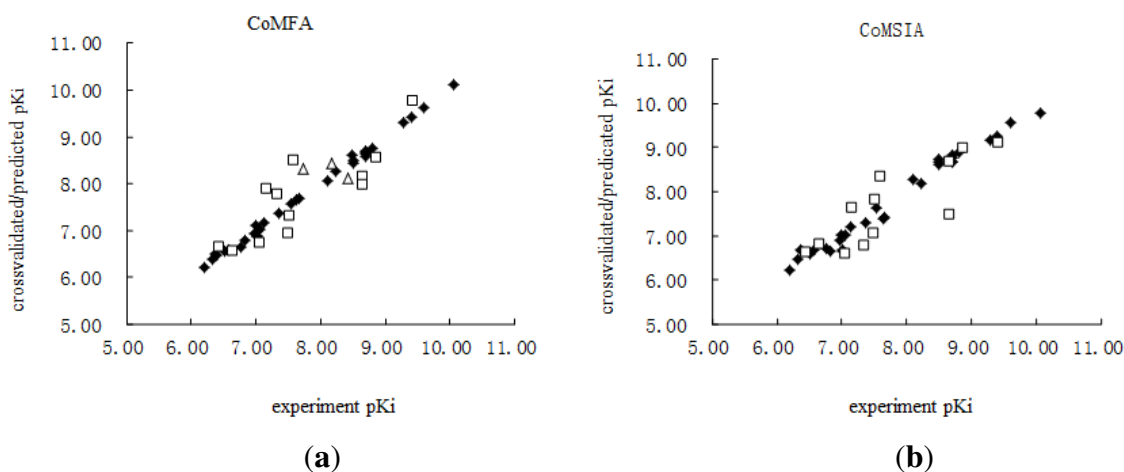 CoMFA
crossvalidated/predicted pKi
11.00
10.00
9.00
8.00
7.00
6.00
5.00
5.00 6.00 7.00 8.00 9.00 10.00 11.00
experiment pKi
(a)
CoMSIA
crossvalidated/predicated pKi
11.00
10.00
9.00
8.00
7.00
6.00
5.00
5.00 6.00 7.00 8.00 9.00 10.00 11.00
experiment pKi
(b)